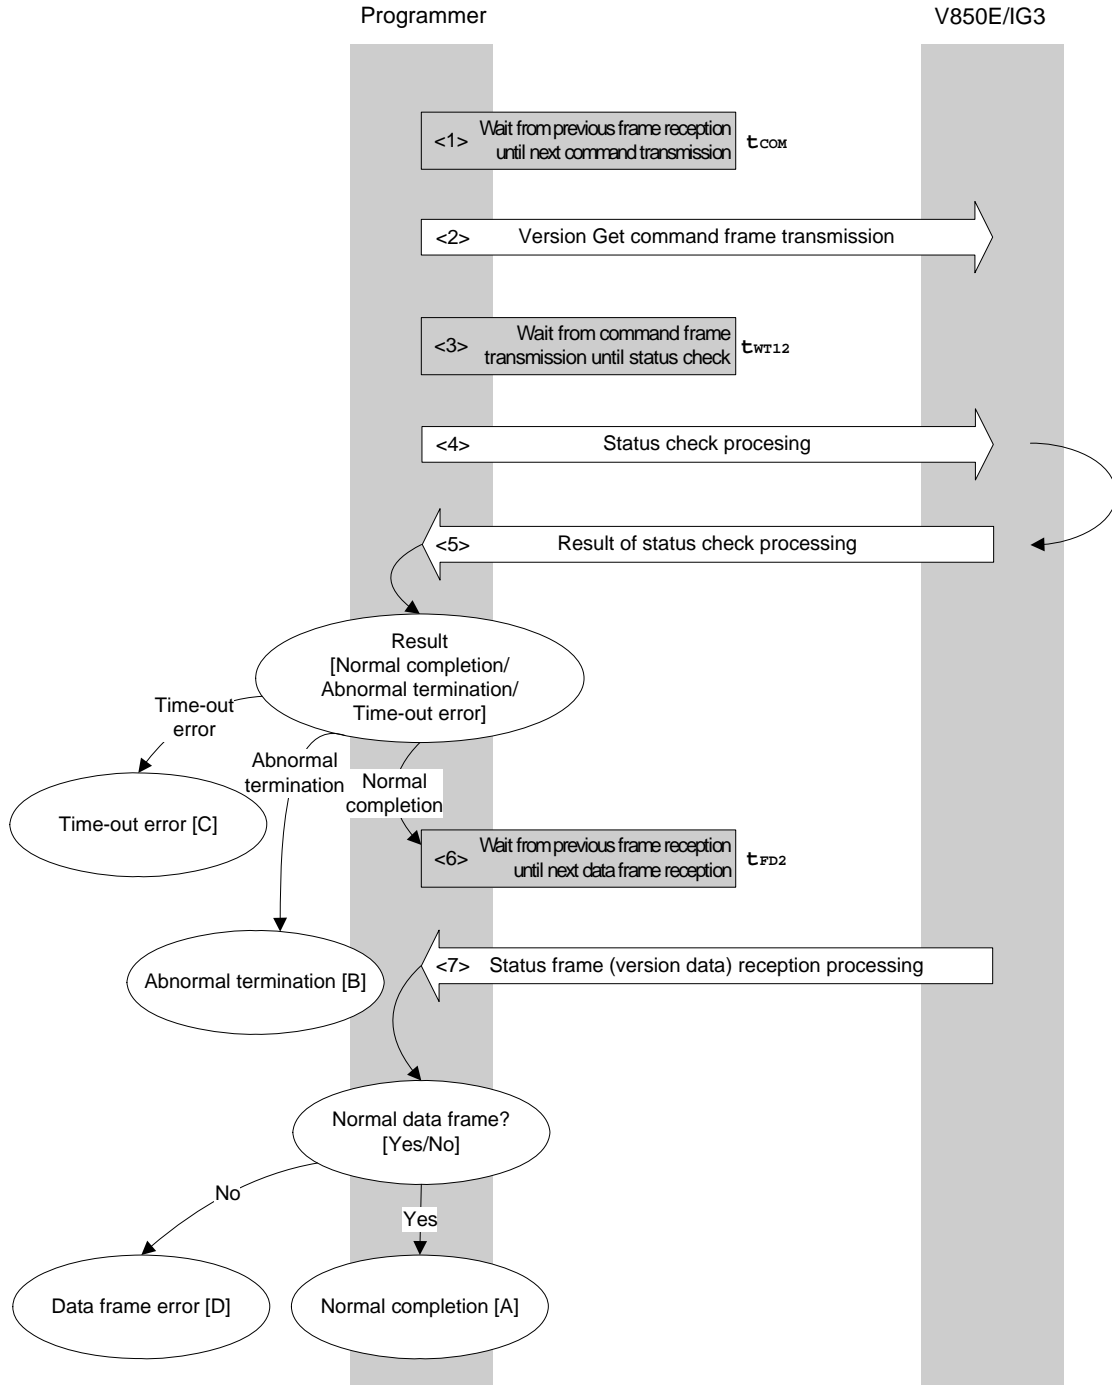 Programmer
V850E/IG3
<1> Wait from previous frame reception
until next command transmission
tCOM
<2> Version Get command frame transmission
<3> Wait from command frame
transmission until status check
tWT12
<4> Status check procesing
<5> Result of status check processing
Result
[Normal completion/
Abnormal termination/
Time-out error]
Time-out
error
Abnormal
termination
Normal
completion
Time-out error [C]
<6> Wait from previous frame reception
until next data frame reception
tFD2
<7> Status frame (version data) reception processing
Abnormal termination [B]
Normal data frame?
[Yes/No]
No
Yes
Data frame error [D]
Normal completion [A]